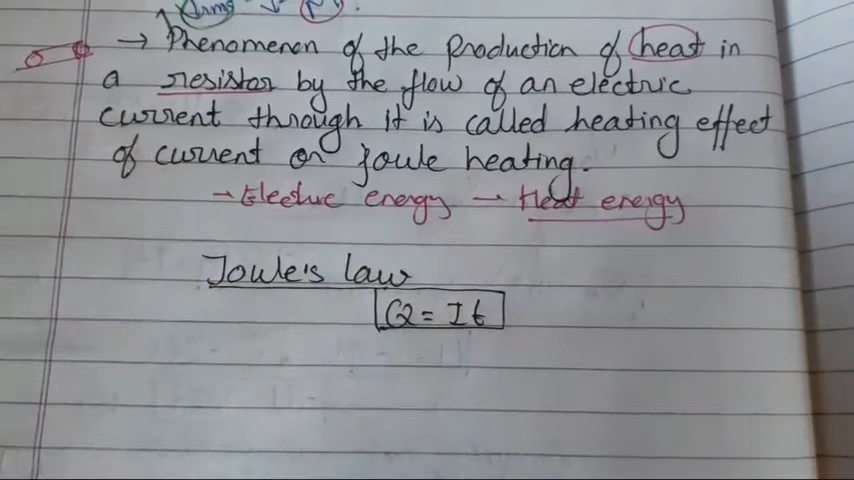 → Phenomenon of the Production of heat in
a resistor by the flow of an electric
current through it is called heating effect
of current or joule heating.
→ Electric energy → Heat energy
Joule's law
Q = It